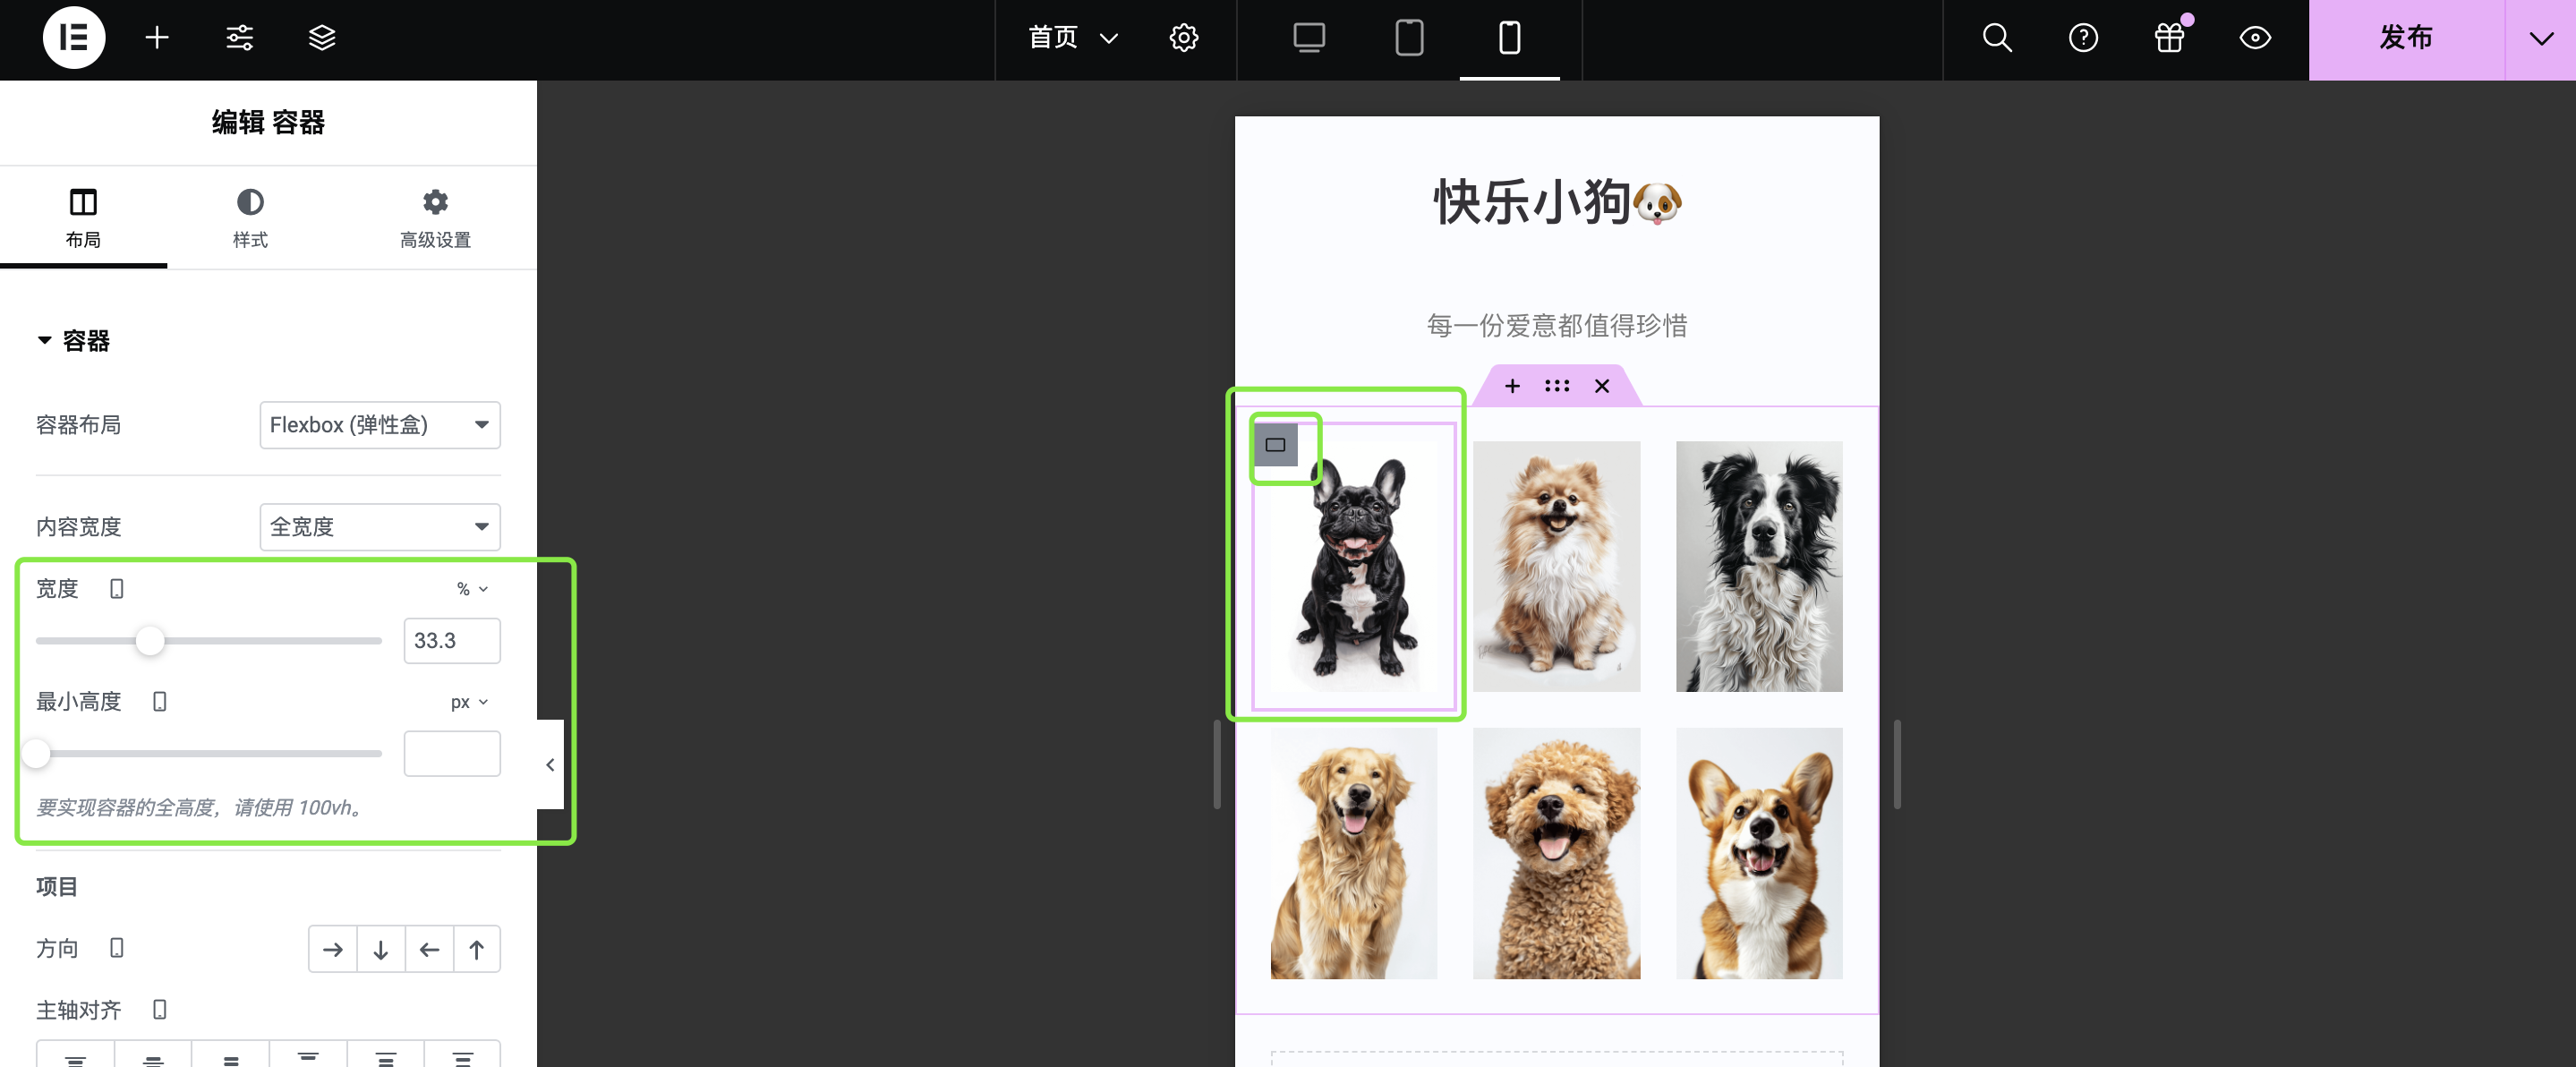 首页
发布
编辑 容器
布局
样式
高级设置
容器
容器布局
Flexbox (弹性盒)
内容宽度
全宽度
宽度
%
33.3
最小高度
px
要实现容器的全高度，请使用 100vh。
项目
方向
主轴对齐
快乐小狗
每一份爱意都值得珍惜